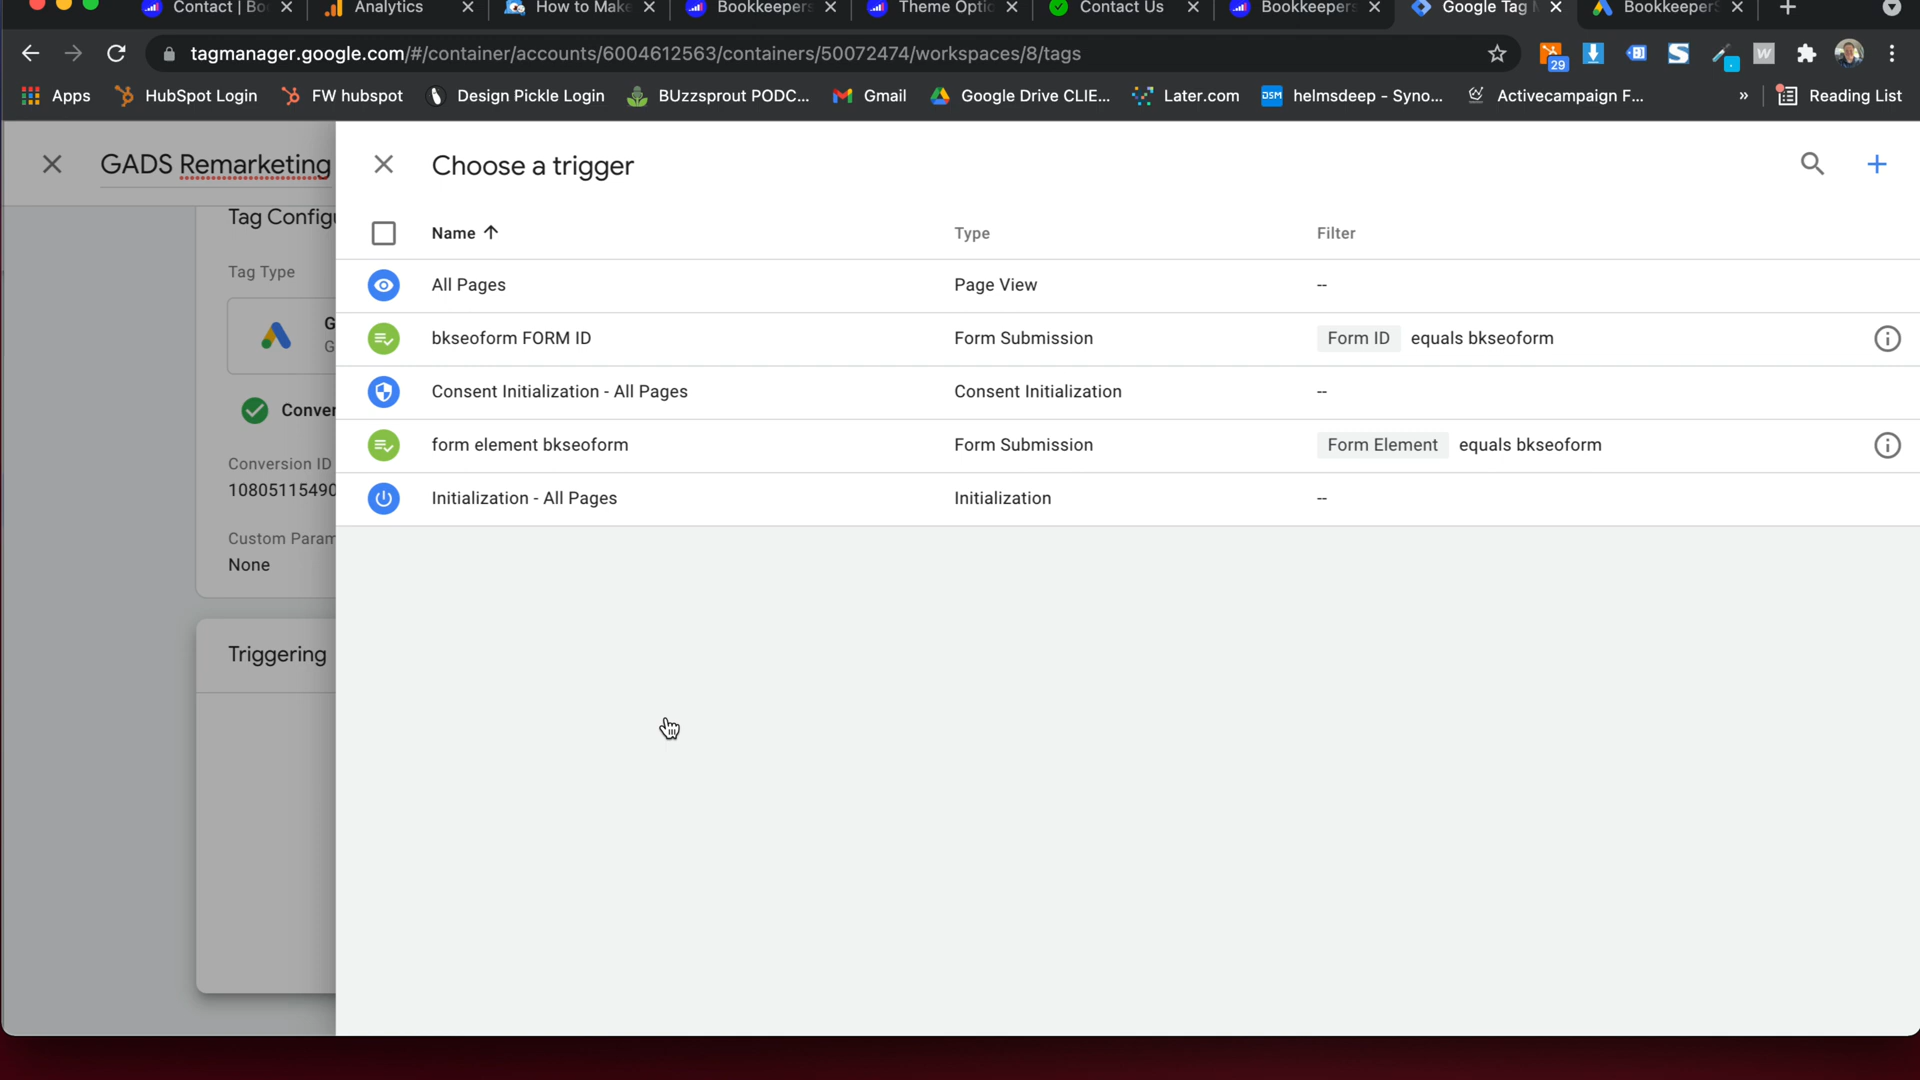 Contact | Bo
Analytics
How to Make
Bookkeepers
Theme Optio
Contact Us
Bookkeepers
Google Tag M
BookkeeperS
tagmanager.google.com/#/container/accounts/6004612563/containers/50072474/workspaces/8/tags
29
W
Apps
HubSpot Login
FW hubspot
Design Pickle Login
BUzzsprout PODC...
Gmail
Google Drive CLIE...
Later.com
DSM
helmsdeep - Syno...
Activecampaign F...
»
Reading List
GADS Remarketing
Choose a trigger
Tag Configu
Name
Type
Filter
Tag Type
All Pages
Page View
--
G
G
bkseoform FORM ID
Form Submission
Form ID equals bkseoform
Consent Initialization - All Pages
Consent Initialization
--
Conver
form element bkseoform
Form Submission
Form Element equals bkseoform
Conversion ID
10805115490
Initialization - All Pages
Initialization
--
Custom Param
None
Triggering